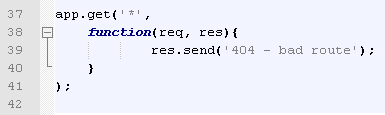 37 app.get('*',
38 function(req, res){
39 res.send('404 - bad route');
40 }
41 );
42